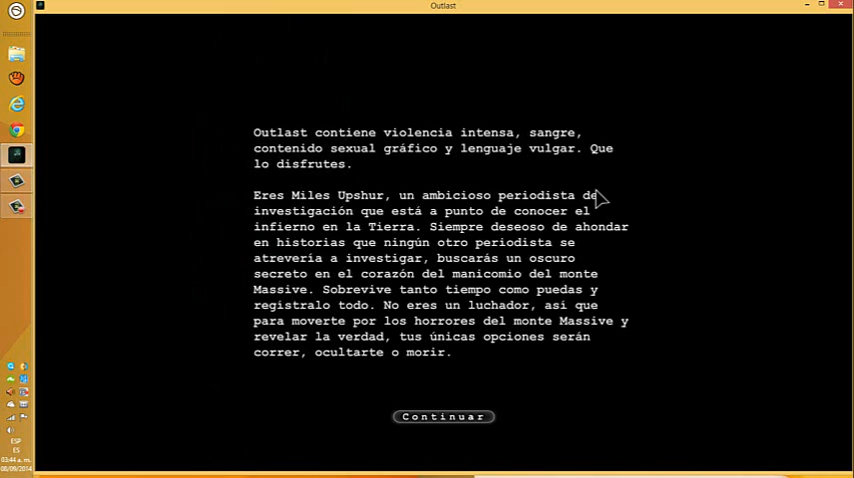 Outlast
Outlast contiene violencia intensa, sangre,
contenido sexual gráfico y lenguaje vulgar. Que
lo disfrutes.
Eres Miles Upshur, un ambicioso periodista de
investigación que está a punto de conocer el
infierno en la Tierra. Siempre deseoso de ahondar
en historias que ningún otro periodista se
atrevería a investigar, buscarás un oscuro
secreto en el corazón del manicomio del monte
Massive. Sobrevive tanto tiempo como puedas y
regístralo todo. No eres un luchador, así que
para moverte por los horrores del monte Massive y
revelar la verdad, tus únicas opciones serán
correr, ocultarte o morir.
Continuar
ESP
ES
03:44 a. m.
08/09/2014